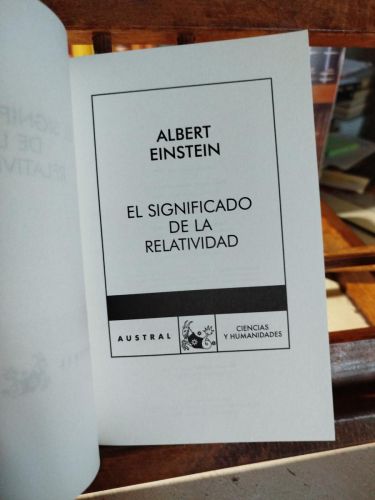 ALBERT
EINSTEIN
EL SIGNIFICADO
DE LA
RELATIVIDAD
AUSTRAL
CIENCIAS
Y HUMANIDADES